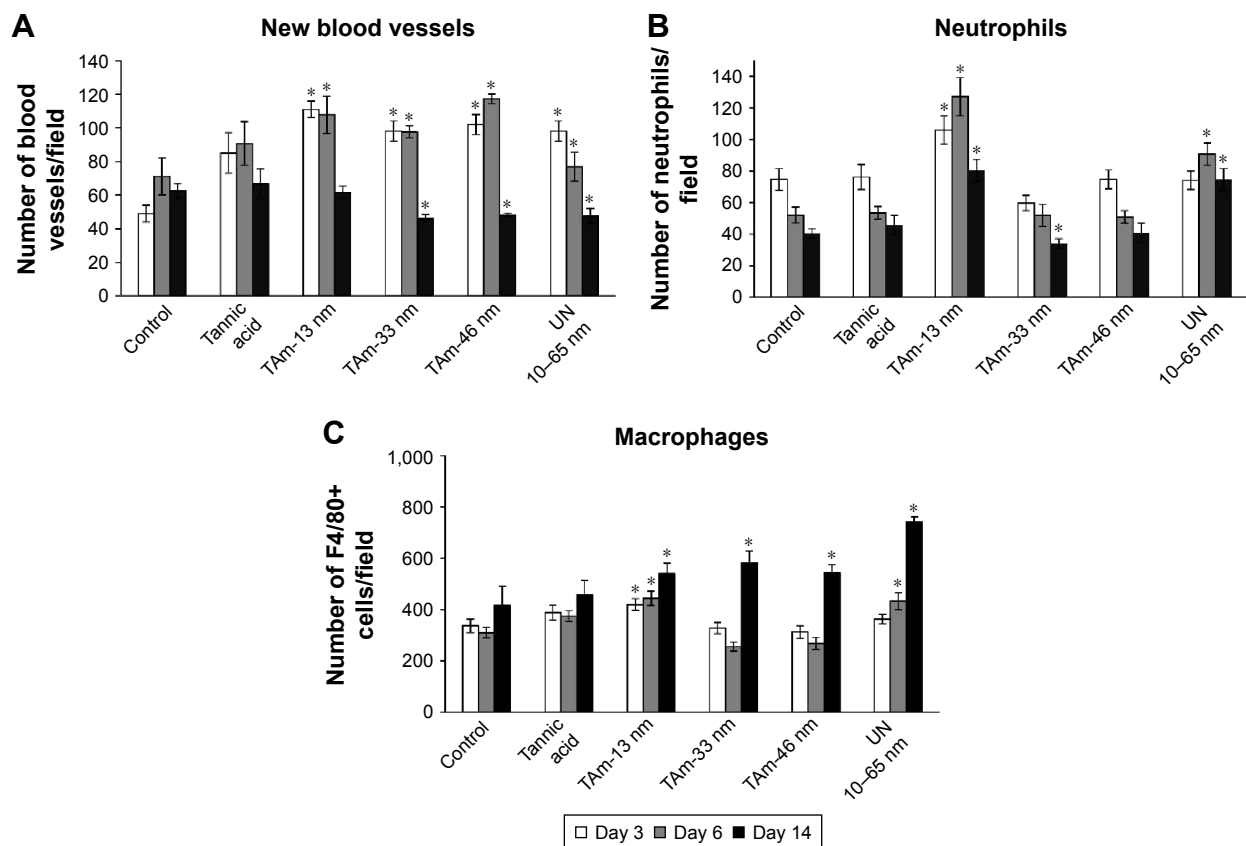 A
New blood vessels
Number of blood
vessels/field
140
120
100
80
60
40
20
0
* *
* *
* *
*
*
*
*
*
Control
Tannic
acid
TAm-13 nm
TAm-33 nm
TAm-46 nm
UN
10–65 nm
B
Neutrophils
Number of neutrophils/
field
140
120
100
80
60
40
20
0
*
*
*
*
*
*
Control
Tannic acid
TAm-13 nm
TAm-33 nm
TAm-46 nm
UN
10–65 nm
C
Macrophages
Number of F4/80+
cells/field
1,000
800
600
400
200
0
* *
*
*
*
*
*
Control
Tannic
acid
TAm-13 nm
TAm-33 nm
TAm-46 nm
UN
10–65 nm
Day 3 Day 6 Day 14